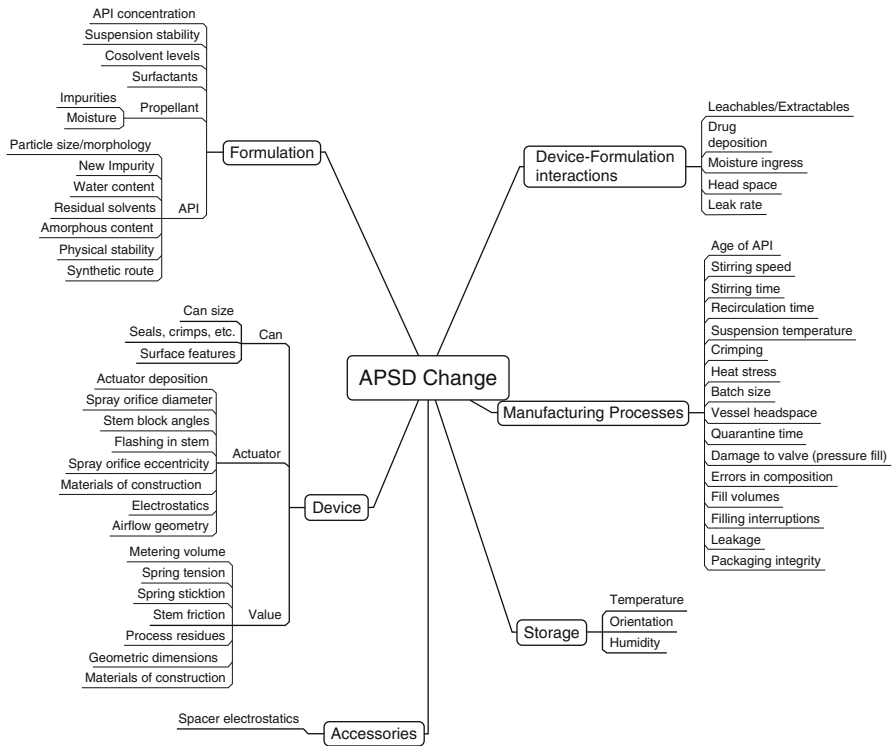 API concentration
Suspension stability
Cosolvent levels
Surfactants
Impurities
Moisture
Propellant
Particle size/morphology
New Impurity
Water content
Residual solvents
Amorphous content
Physical stability
Synthetic route
API
Formulation
Can size
Seals, crimps, etc.
Surface features
Can
Actuator deposition
Spray orifice diameter
Stem block angles
Flashing in stem
Spray orifice eccentricity
Materials of construction
Electrostatics
Airflow geometry
Actuator
Metering volume
Spring tension
Spring sticktion
Stem friction
Process residues
Geometric dimensions
Materials of construction
Value
Device
Spacer electrostatics
Accessories
APSD Change
Device-Formulation
interactions
Leachables/Extractables
Drug
deposition
Moisture ingress
Head space
Leak rate
Manufacturing Processes
Age of API
Stirring speed
Stirring time
Recirculation time
Suspension temperature
Crimping
Heat stress
Batch size
Vessel headspace
Quarantine time
Damage to valve (pressure fill)
Errors in composition
Fill volumes
Filling interruptions
Leakage
Packaging integrity
Storage
Temperature
Orientation
Humidity